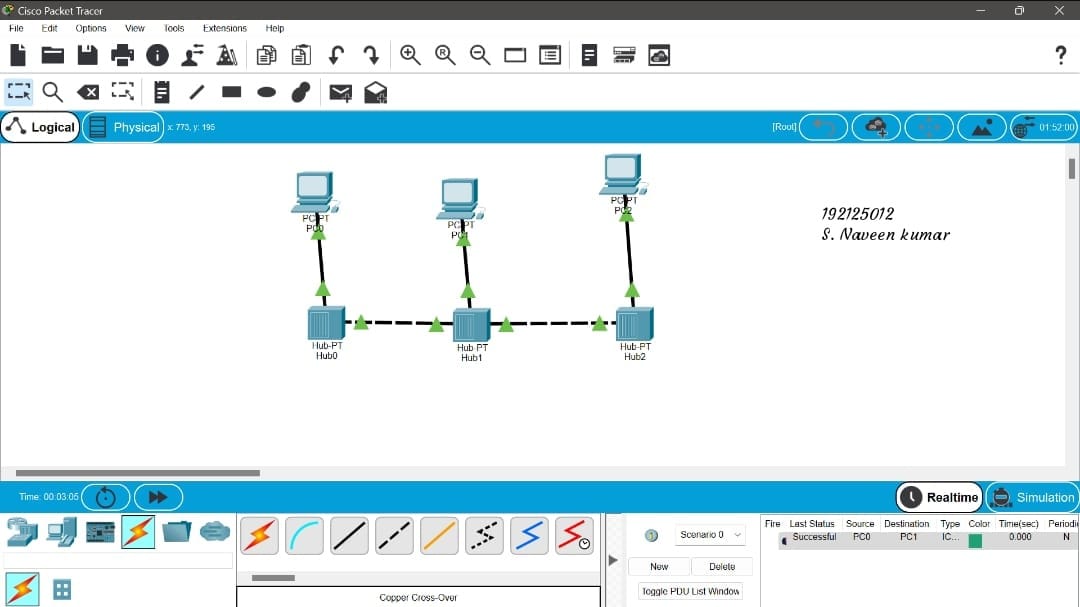 Cisco Packet Tracer
File Edit Options View Tools Extensions Help
Logical Physical x: 773, y: 195 [Root] 01:52:00
PC-PT
PC0
PC-PT
PC1
PC-PT
PC2
192125012
S. Naveen kumar
Hub-PT
Hub0
Hub-PT
Hub1
Hub-PT
Hub2
Time: 00:03:05 Realtime Simulation
Scenario 0
New Delete
Toggle PDU List Window
Fire Last Status Source Destination Type Color Time(sec) Periodi
Successful PC0 PC1 IC... 0.000 N
Copper Cross-Over